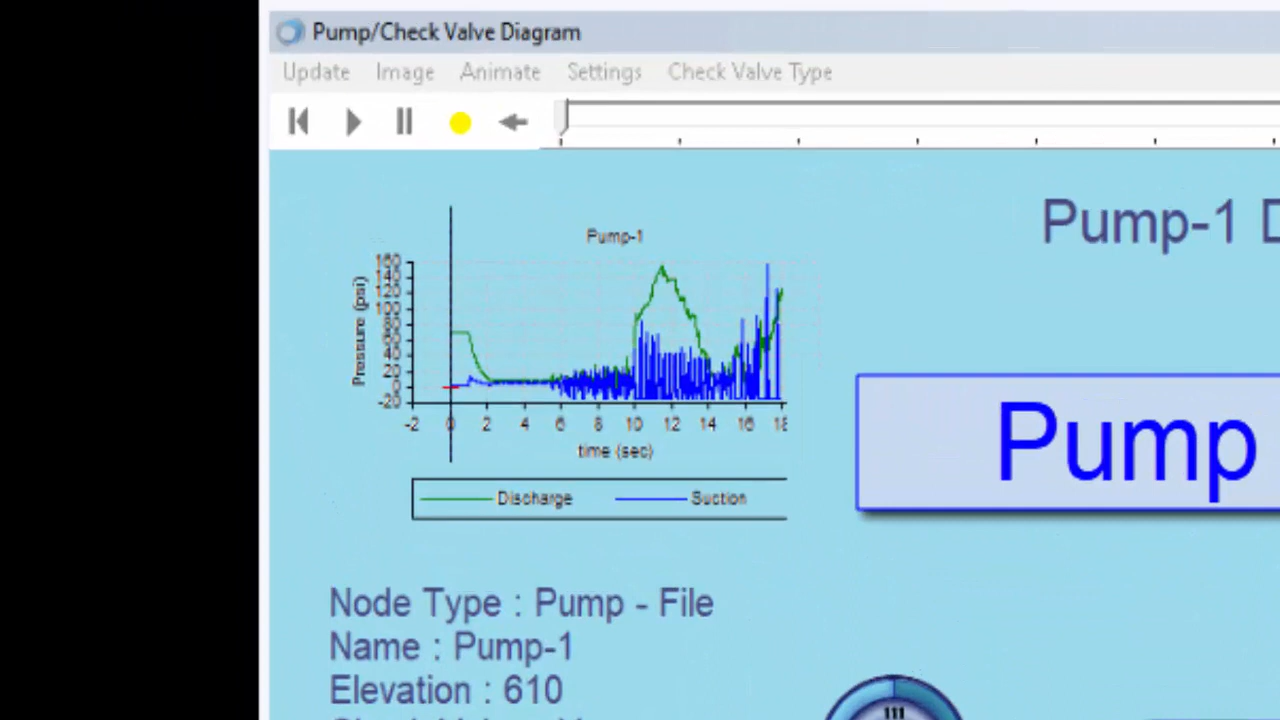 Pump/Check Valve Diagram
Update Image Animate Settings Check Valve Type
Pump-1 D
Pump-1
Pressure (psi)
160
140
120
100
80
60
40
20
0
-20
-2 0 2 4 6 8 10 12 14 16 18
time (sec)
Discharge Suction
Pump
Node Type : Pump - File
Name : Pump-1
Elevation : 610